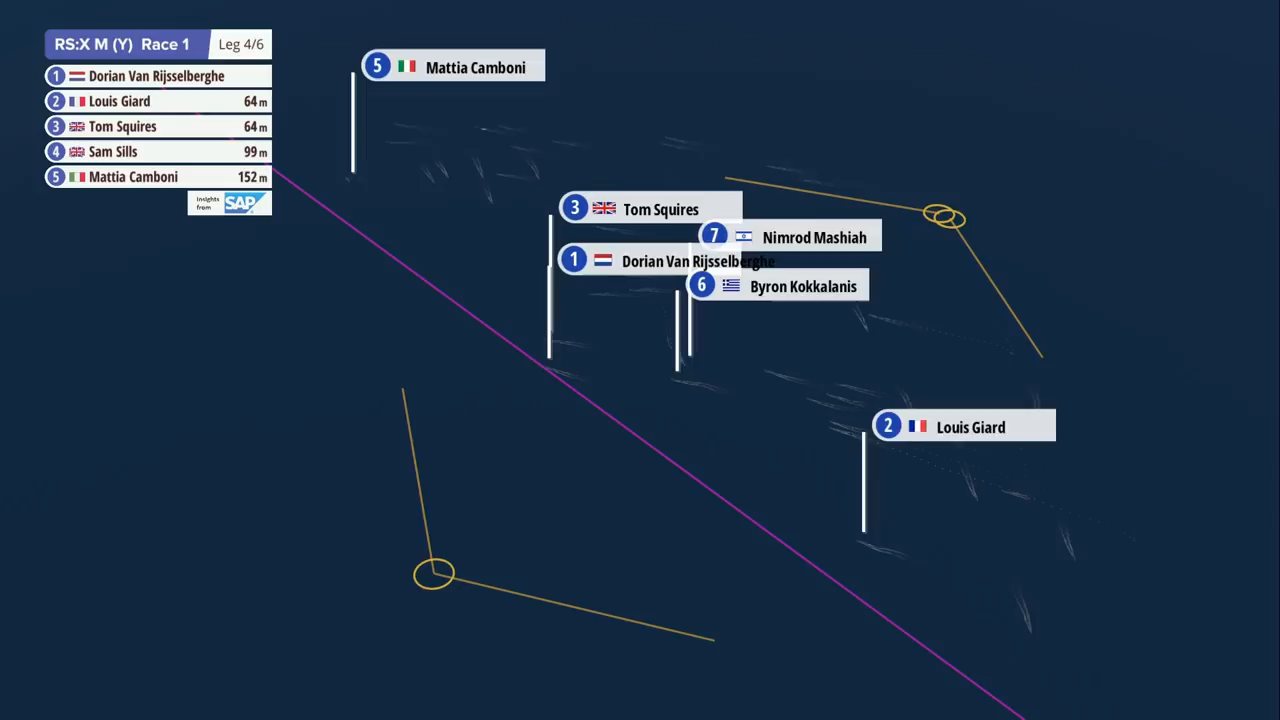 RS:X M (Y) Race 1 Leg 4/6
1 Dorian Van Rijsselberghe
2 Louis Giard 64 m
3 Tom Squires 64 m
4 Sam Sills 99 m
5 Mattia Camboni 152 m
Insights from SAP
5 Mattia Camboni
3 Tom Squires
7 Nimrod Mashiah
1 Dorian Van Rijsselberghe
6 Byron Kokkalanis
2 Louis Giard